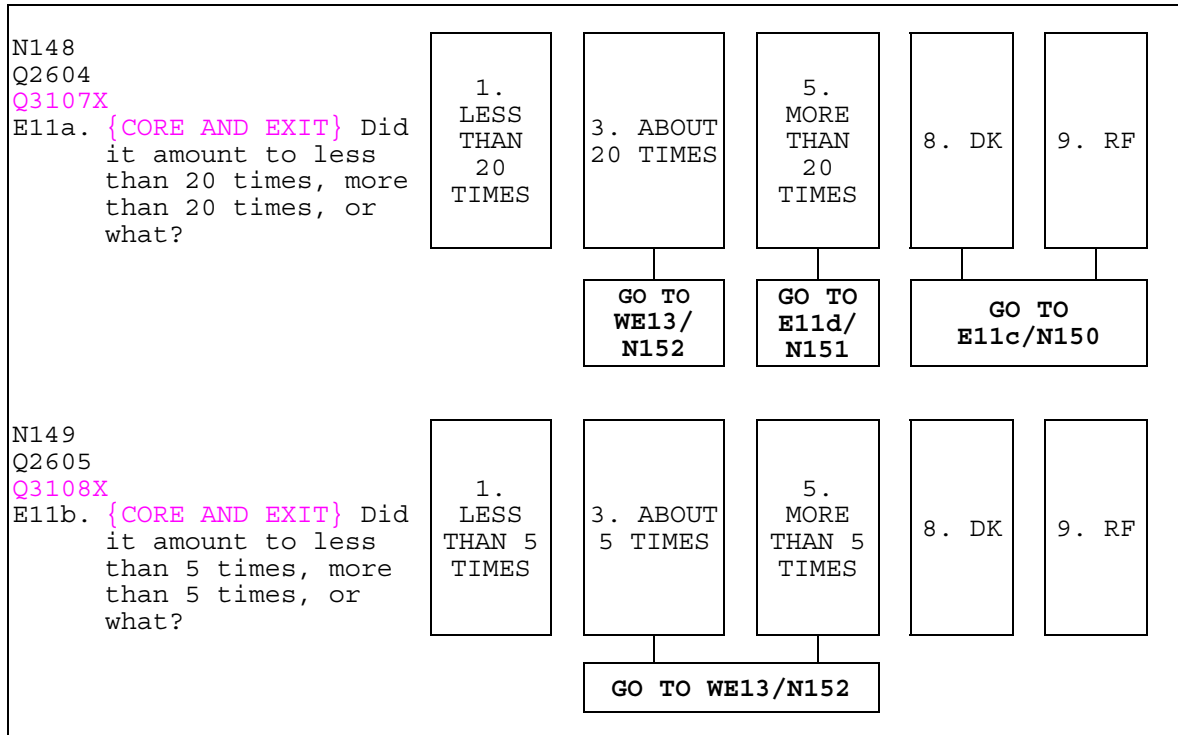 N148
Q2604
Q3107X
E11a. {CORE AND EXIT} Did
it amount to less
than 20 times, more
than 20 times, or
what?
1.
LESS
THAN
20
TIMES
3. ABOUT
20 TIMES
5.
MORE
THAN
20
TIMES
8. DK
9. RF
GO TO
WE13/
N152
GO TO
E11d/
N151
GO TO
E11c/N150
N149
Q2605
Q3108X
E11b. {CORE AND EXIT} Did
it amount to less
than 5 times, more
than 5 times, or
what?
1.
LESS
THAN 5
TIMES
3. ABOUT
5 TIMES
5.
MORE
THAN 5
TIMES
8. DK
9. RF
GO TO WE13/N152